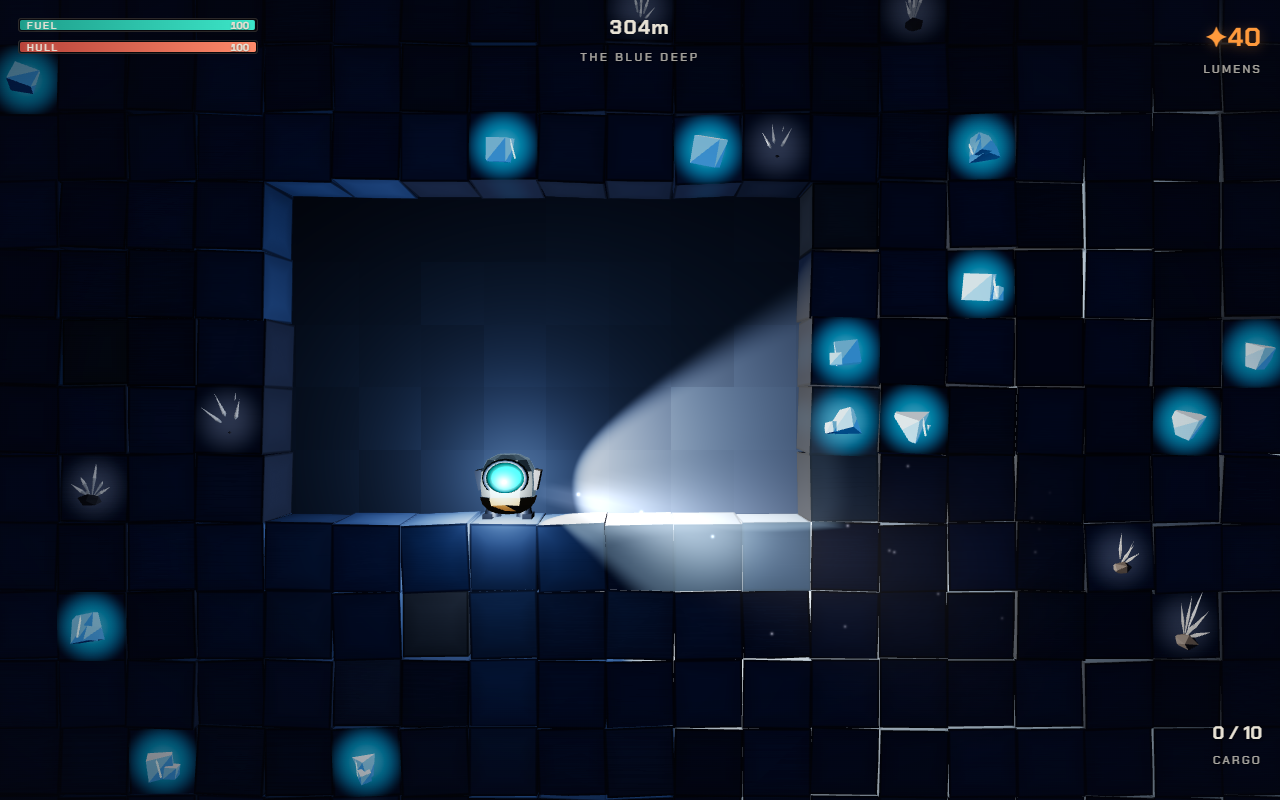 FUEL 100
HULL 100
304m
THE BLUE DEEP
✦40
LUMENS
0 / 10
CARGO